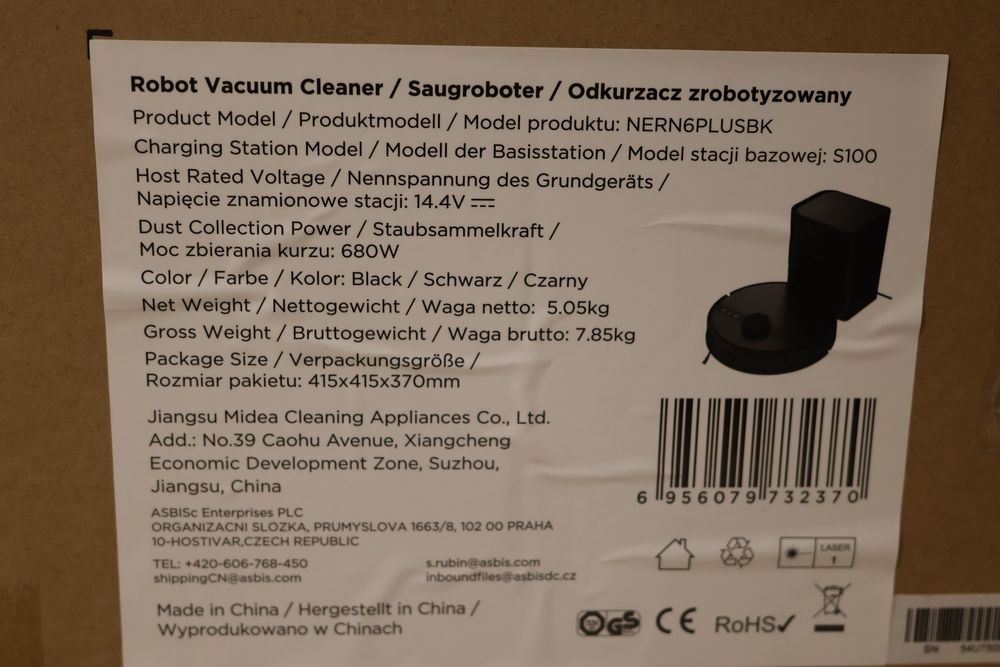 Robot Vacuum Cleaner / Saugroboter / Odkurzacz zrobotyzowany
Product Model / Produktmodell / Model produktu: NERN6PLUSBK
Charging Station Model / Modell der Basisstation / Model stacji bazowej: S100
Host Rated Voltage / Nennspannung des Grundgeräts /
Napięcie znamionowe stacji: 14.4V
Dust Collection Power / Staubsammelkraft /
Moc zbierania kurzu: 680W
Color / Farbe / Kolor: Black / Schwarz / Czarny
Net Weight / Nettogewicht / Waga netto: 5.05kg
Gross Weight / Bruttogewicht / Waga brutto: 7.85kg
Package Size / Verpackungsgröße /
Rozmiar pakietu: 415x415x370mm
Jiangsu Midea Cleaning Appliances Co., Ltd.
Add.: No.39 Caohu Avenue, Xiangcheng
Economic Development Zone, Suzhou,
Jiangsu, China
ASBISc Enterprises PLC
ORGANIZACNI SLOZKA, PRUMYSLOVA 1663/8, 102 00 PRAHA
10-HOSTIVAR,CZECH REPUBLIC
TEL: +420-606-768-450 s.rubin@asbis.com
shippingCN@asbis.com inboundfiles@asbisdc.cz
Made in China / Hergestellt in China /
Wyprodukowano w Chinach
6 956079 732370
LASER
1
GS CE RoHS✓
SN: